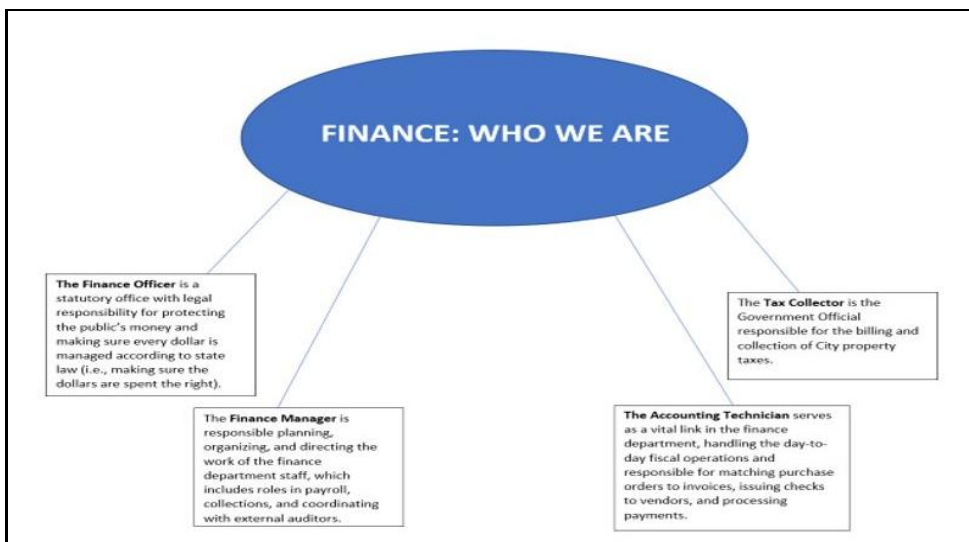 FINANCE: WHO WE ARE
The Finance Officer is a
statutory office with legal
responsibility for protecting
the public's money and
making sure every dollar is
managed according to state
law (i.e., making sure the
dollars are spent the right).
The Finance Manager is
responsible planning,
organizing, and directing the
work of the finance
department staff, which
includes roles in payroll,
collections, and coordinating
with external auditors.
The Accounting Technician serves
as a vital link in the finance
department, handling the day-to-
day fiscal operations and
responsible for matching purchase
orders to invoices, issuing checks
to vendors, and processing
payments.
The Tax Collector is the
Government Official
responsible for the billing and
collection of City property
taxes.